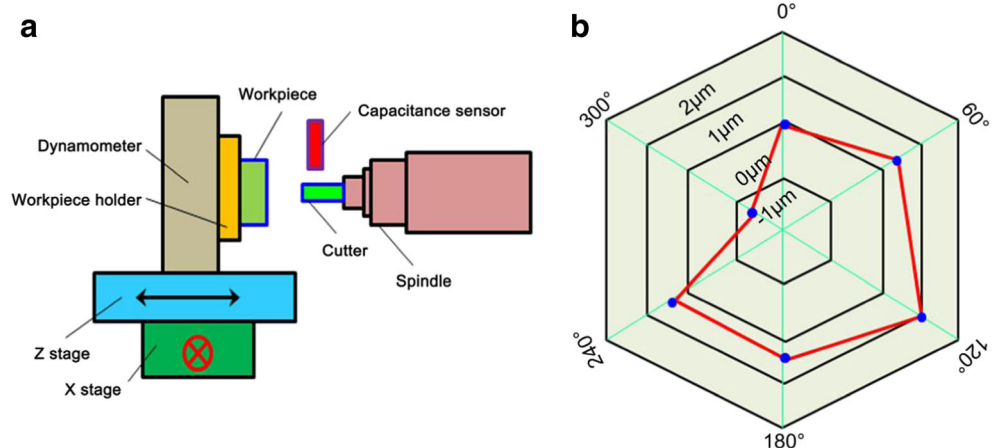 a
Workpiece
Capacitance sensor
Dynamometer
Workpiece holder
Cutter
Spindle
Z stage
X stage
b
0°
60°
120°
180°
240°
300°
2μm
1μm
0μm
-1μm